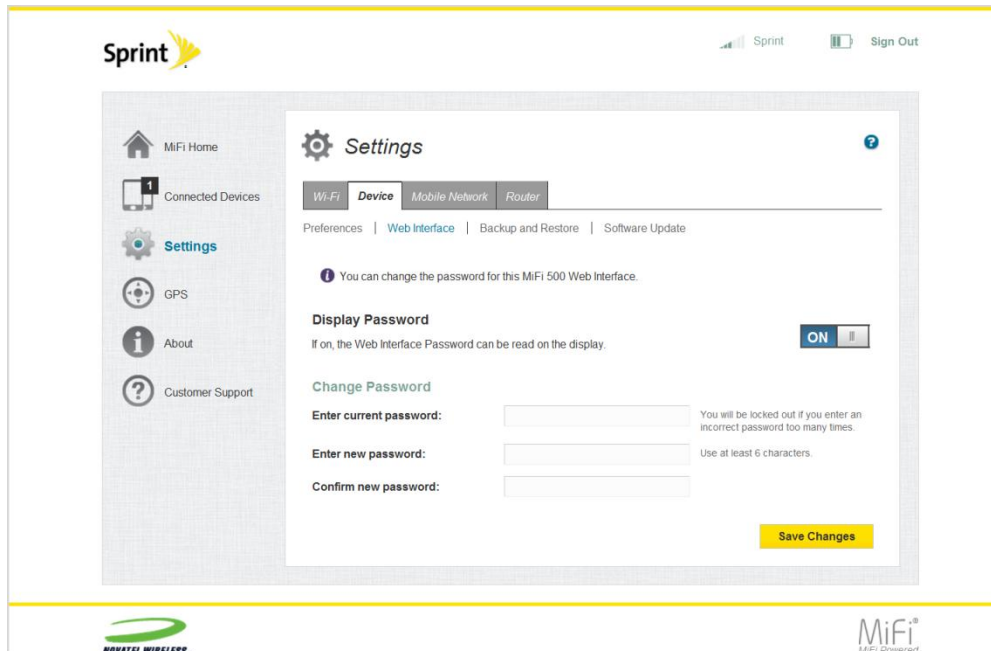 Sprint
Sprint
Sign Out
MiFi Home
1
Connected Devices
Settings
GPS
About
Customer Support
Settings
?
Wi-Fi
Device
Mobile Network
Router
Preferences | Web Interface | Backup and Restore | Software Update
You can change the password for this MiFi 500 Web Interface.
Display Password
If on, the Web Interface Password can be read on the display.
ON
Change Password
Enter current password:
You will be locked out if you enter an
incorrect password too many times.
Enter new password:
Use at least 6 characters.
Confirm new password:
Save Changes
NOVATEL WIRELESS
MiFi®
MiFi Powered